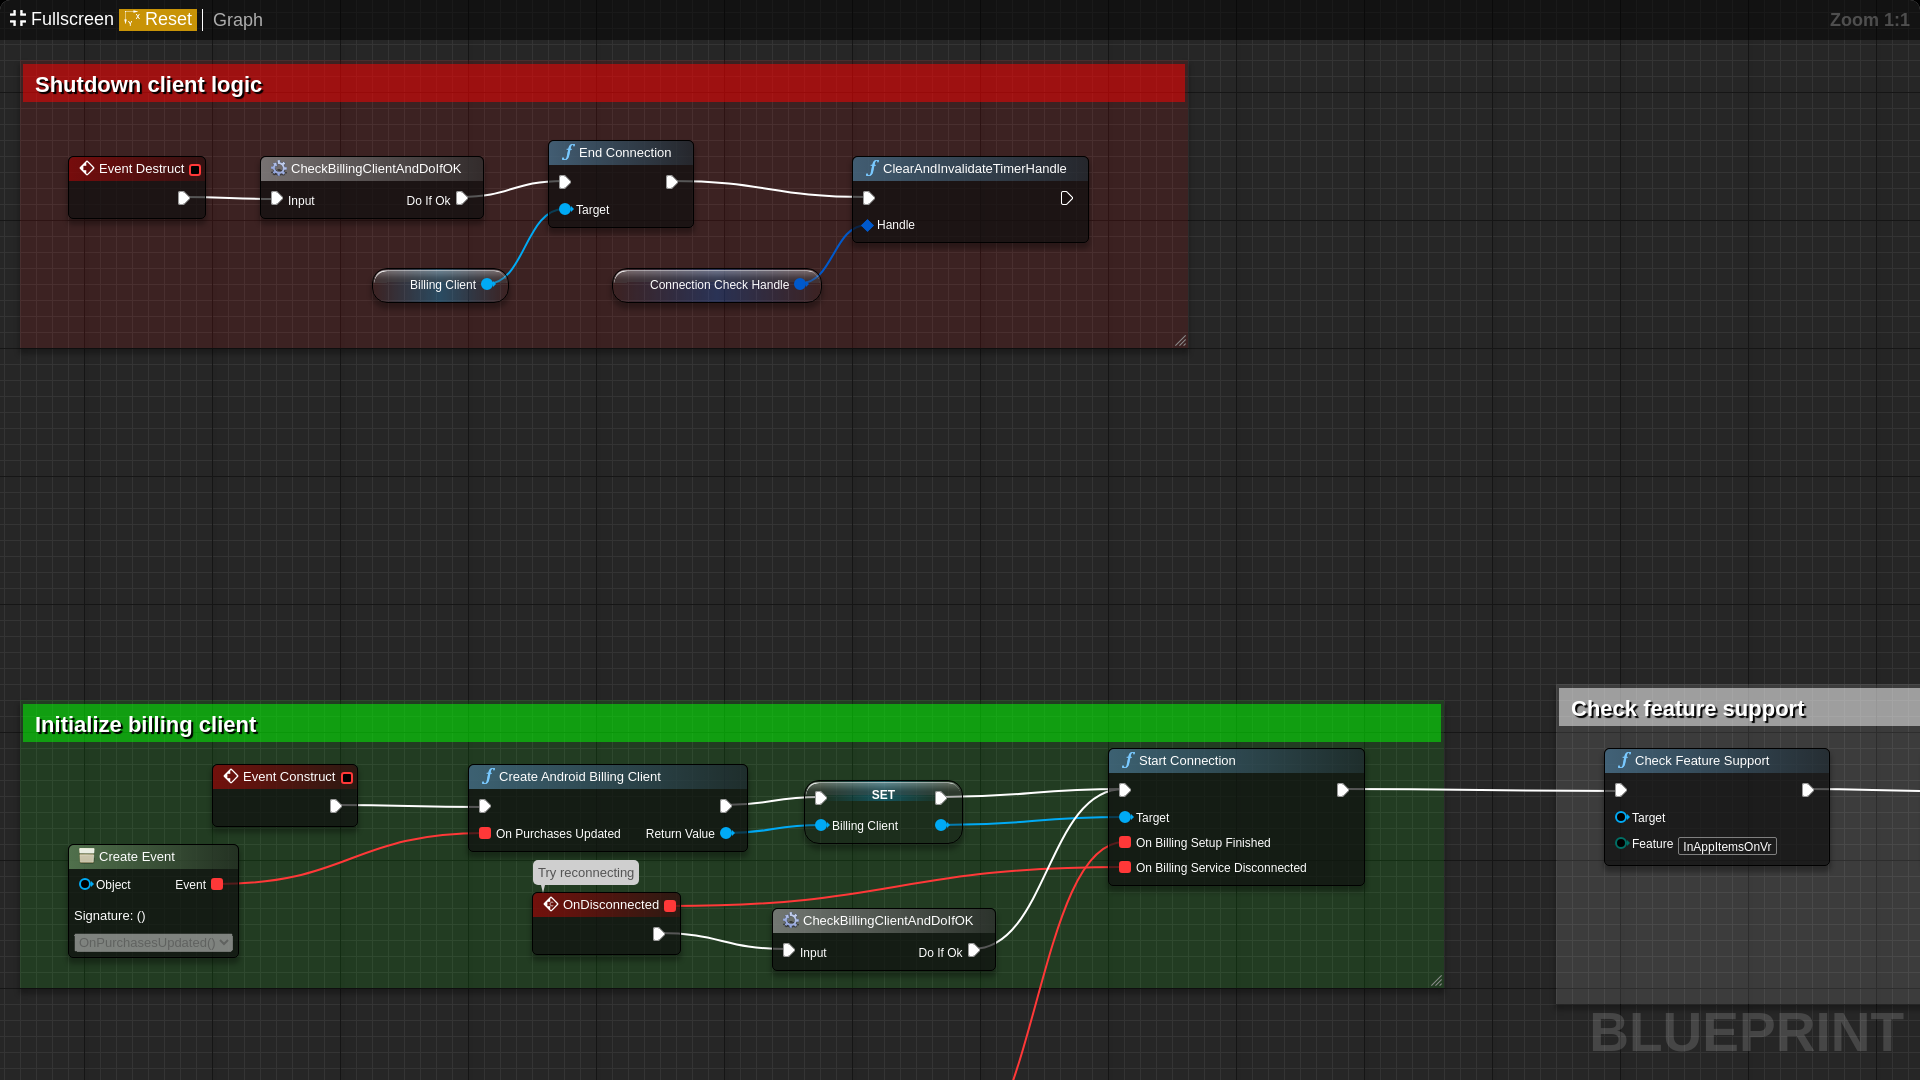 Fullscreen Reset Graph
Zoom 1:1
Shutdown client logic
Event Destruct
CheckBillingClientAndDoIfOK
Input Do If Ok
End Connection
Target
ClearAndInvalidateTimerHandle
Handle
Billing Client
Connection Check Handle
Initialize billing client
Event Construct
Create Event
Object Event
Signature: ()
OnPurchasesUpdated()
Create Android Billing Client
On Purchases Updated Return Value
SET
Billing Client
Try reconnecting
OnDisconnected
CheckBillingClientAndDoIfOK
Input Do If Ok
Start Connection
Target
On Billing Setup Finished
On Billing Service Disconnected
Check feature support
Check Feature Support
Target
Feature InAppItemsOnVr
BLUEPRINT